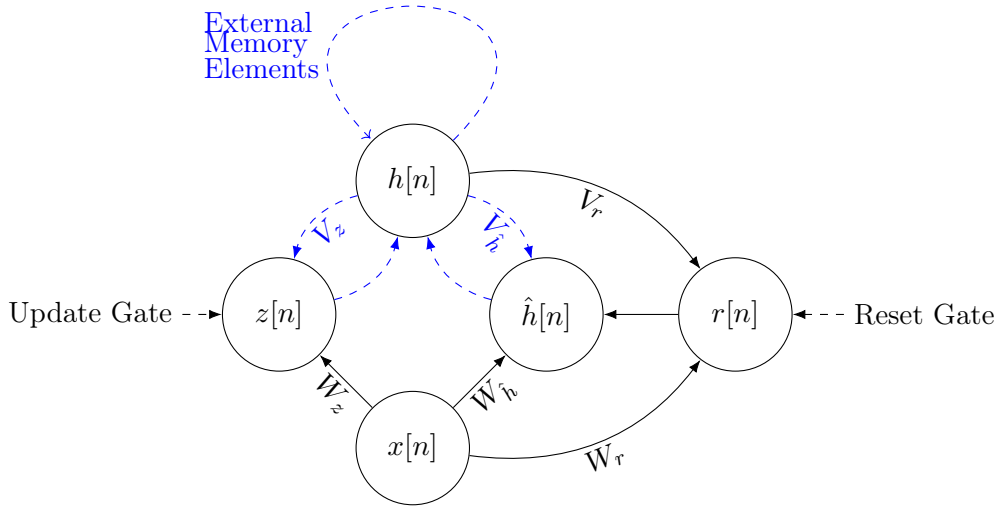 External
Memory
Elements
h[n]
V_r
V_z
V_ĥ
Update Gate
z[n]
ĥ[n]
r[n]
Reset Gate
W_z
W_ĥ
x[n]
W_r